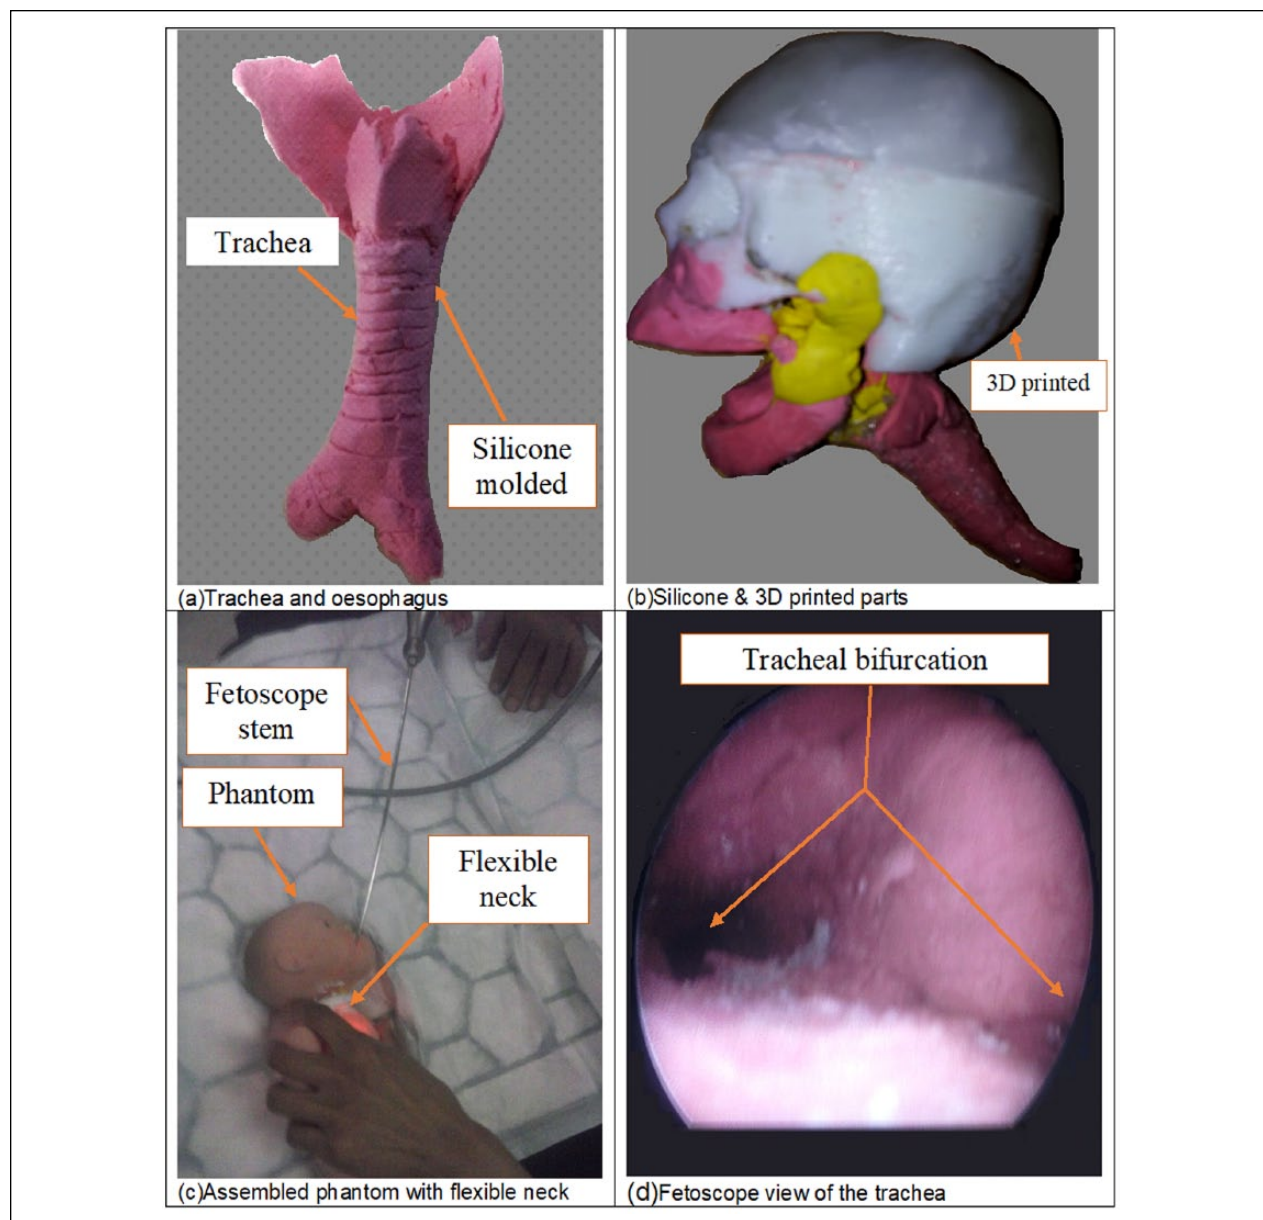 Trachea
Silicone
molded
(a)Trachea and oesophagus
3D printed
(b)Silicone & 3D printed parts
Fetoscope
stem
Phantom
Flexible
neck
(c)Assembled phantom with flexible neck
Tracheal bifurcation
(d)Fetoscope view of the trachea